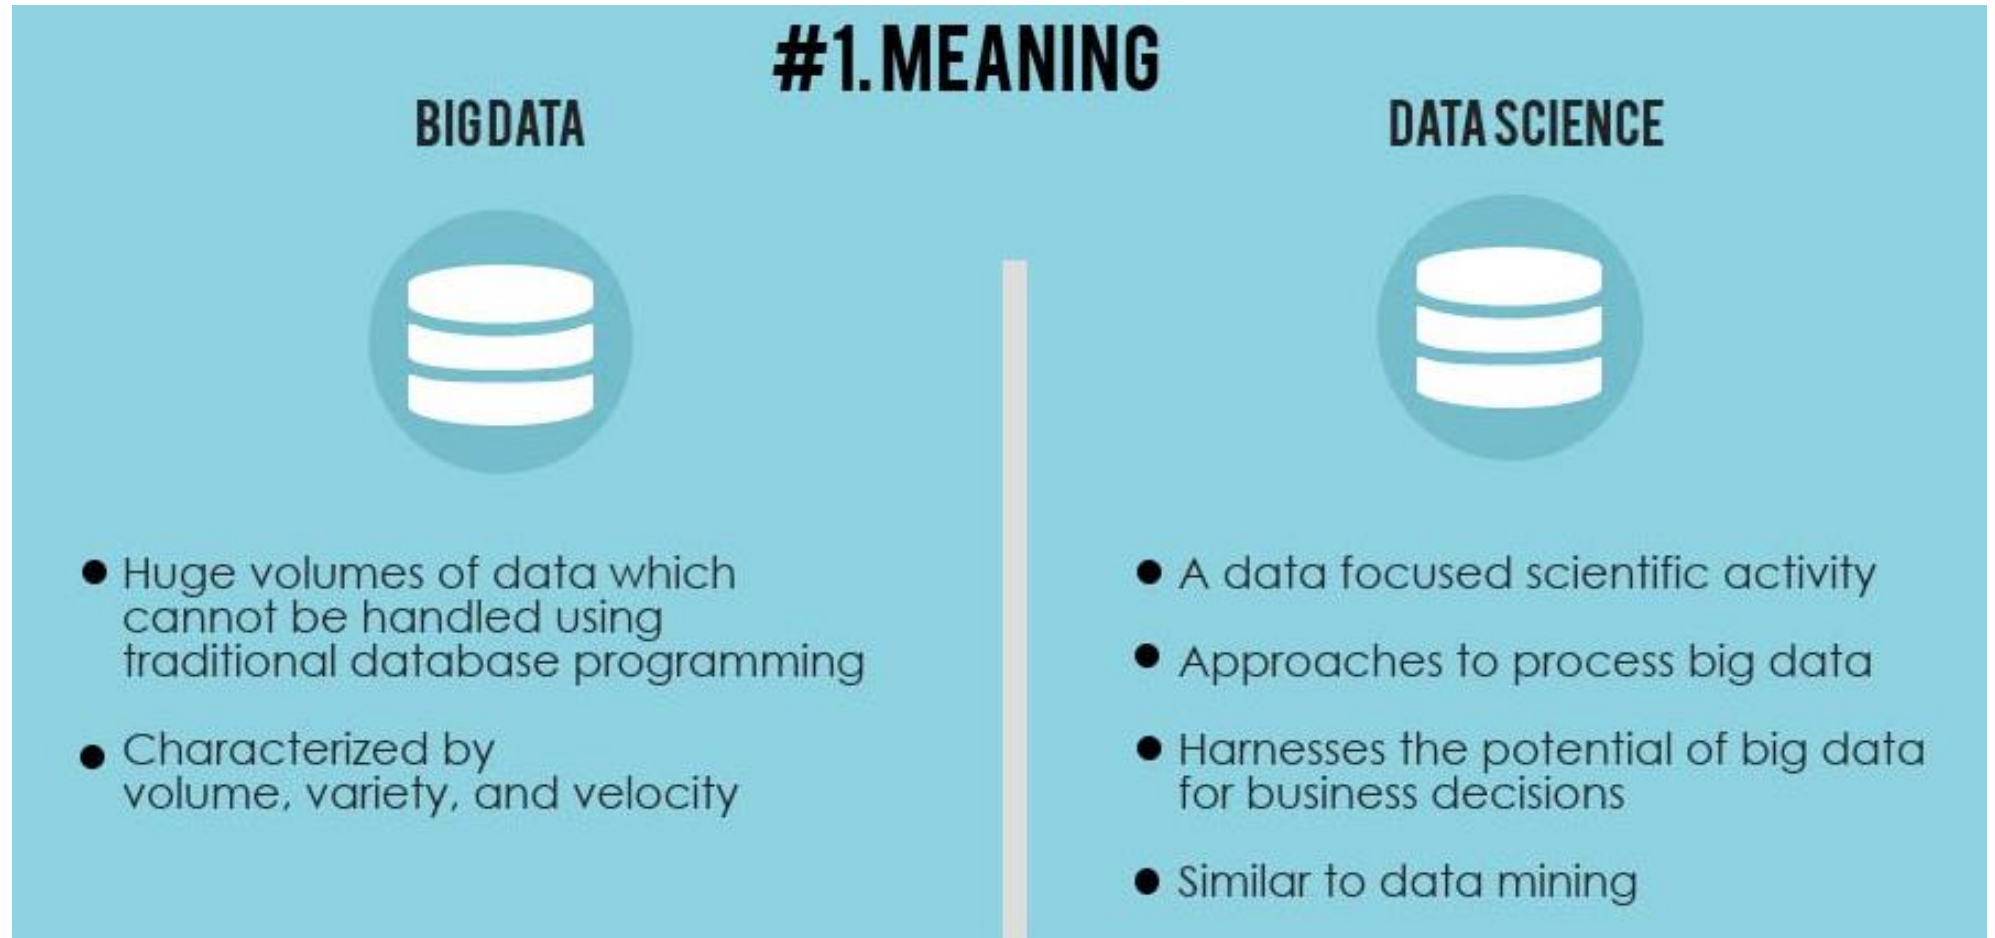 #1. MEANING
BIG DATA
● Huge volumes of data which
cannot be handled using
traditional database programming
● Characterized by
volume, variety, and velocity
DATA SCIENCE
● A data focused scientific activity
● Approaches to process big data
● Harnesses the potential of big data
for business decisions
● Similar to data mining